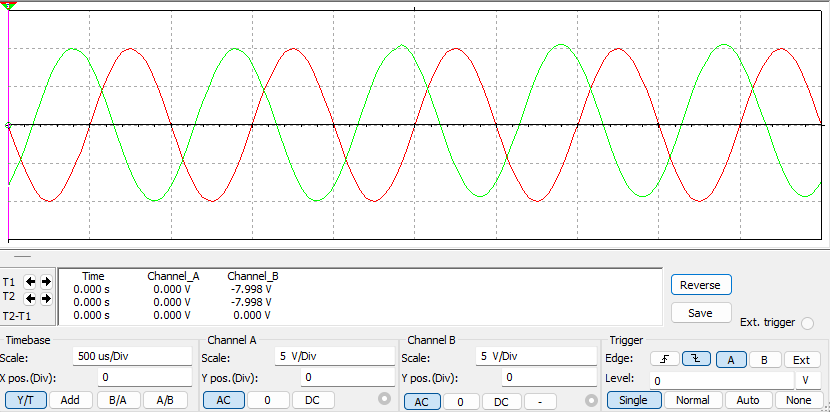 Time Channel_A Channel_B
T1 0.000 s 0.000 V -7.998 V
T2 0.000 s 0.000 V -7.998 V
T2-T1 0.000 s 0.000 V 0.000 V
Reverse
Save
Ext. trigger
Timebase Channel A Channel B Trigger
Scale: 500 us/Div Scale: 5 V/Div Scale: 5 V/Div Edge: A B Ext
X pos.(Div): 0 Y pos.(Div): 0 Y pos.(Div): 0 Level: 0 V
Y/T Add B/A A/B AC 0 DC AC 0 DC - Single Normal Auto None